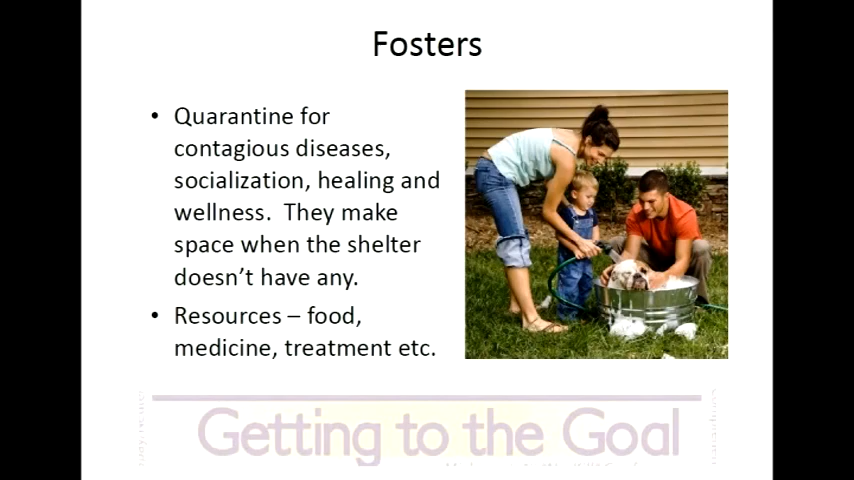 Fosters
• Quarantine for
contagious diseases,
socialization, healing and
wellness.  They make
space when the shelter
doesn't have any.
• Resources – food,
medicine, treatment etc.
Getting to the Goal